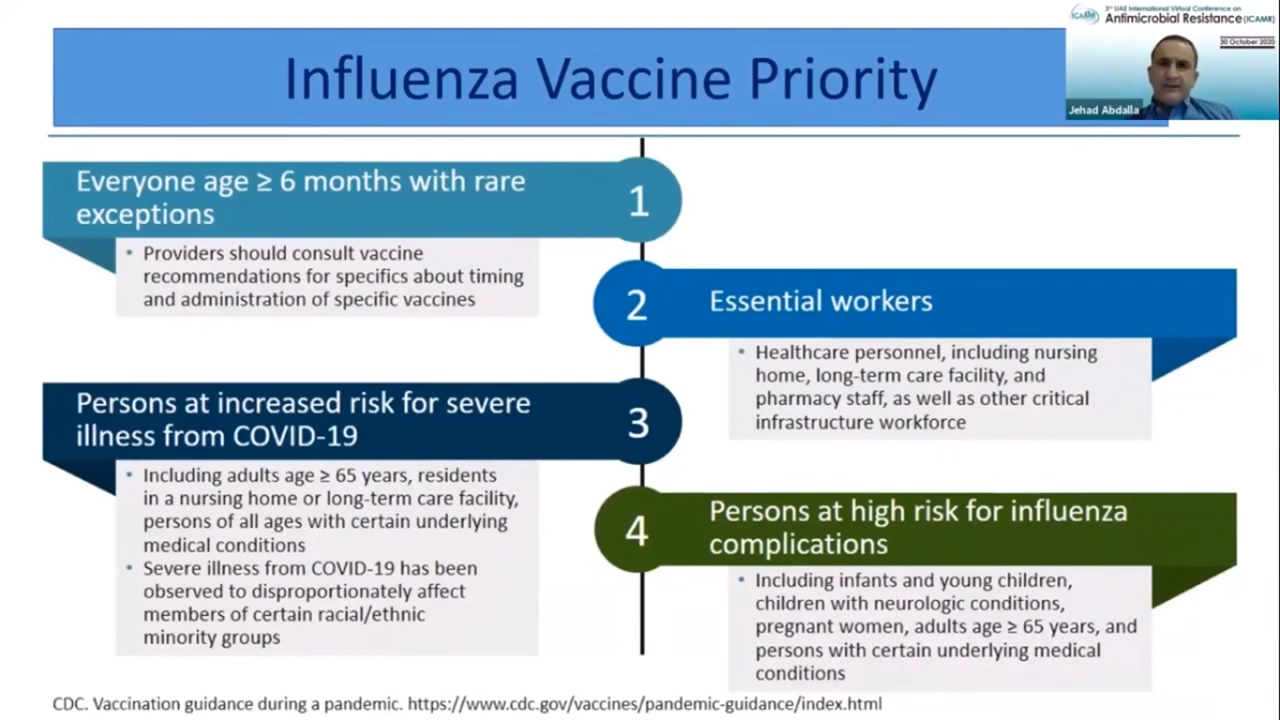 3rd UAE International Virtual Conference on
ICAMR
Antimicrobial Resistance (ICAMR)
30 October 2020
Jehad Abdalla
Influenza Vaccine Priority
Everyone age ≥ 6 months with rare
exceptions
1
• Providers should consult vaccine
recommendations for specifics about timing
and administration of specific vaccines
2
Essential workers
• Healthcare personnel, including nursing
home, long-term care facility, and
pharmacy staff, as well as other critical
infrastructure workforce
Persons at increased risk for severe
illness from COVID-19
3
• Including adults age ≥ 65 years, residents
in a nursing home or long-term care facility,
persons of all ages with certain underlying
medical conditions
• Severe illness from COVID-19 has been
observed to disproportionately affect
members of certain racial/ethnic
minority groups
4
Persons at high risk for influenza
complications
• Including infants and young children,
children with neurologic conditions,
pregnant women, adults age ≥ 65 years, and
persons with certain underlying medical
conditions
CDC. Vaccination guidance during a pandemic. https://www.cdc.gov/vaccines/pandemic-guidance/index.html